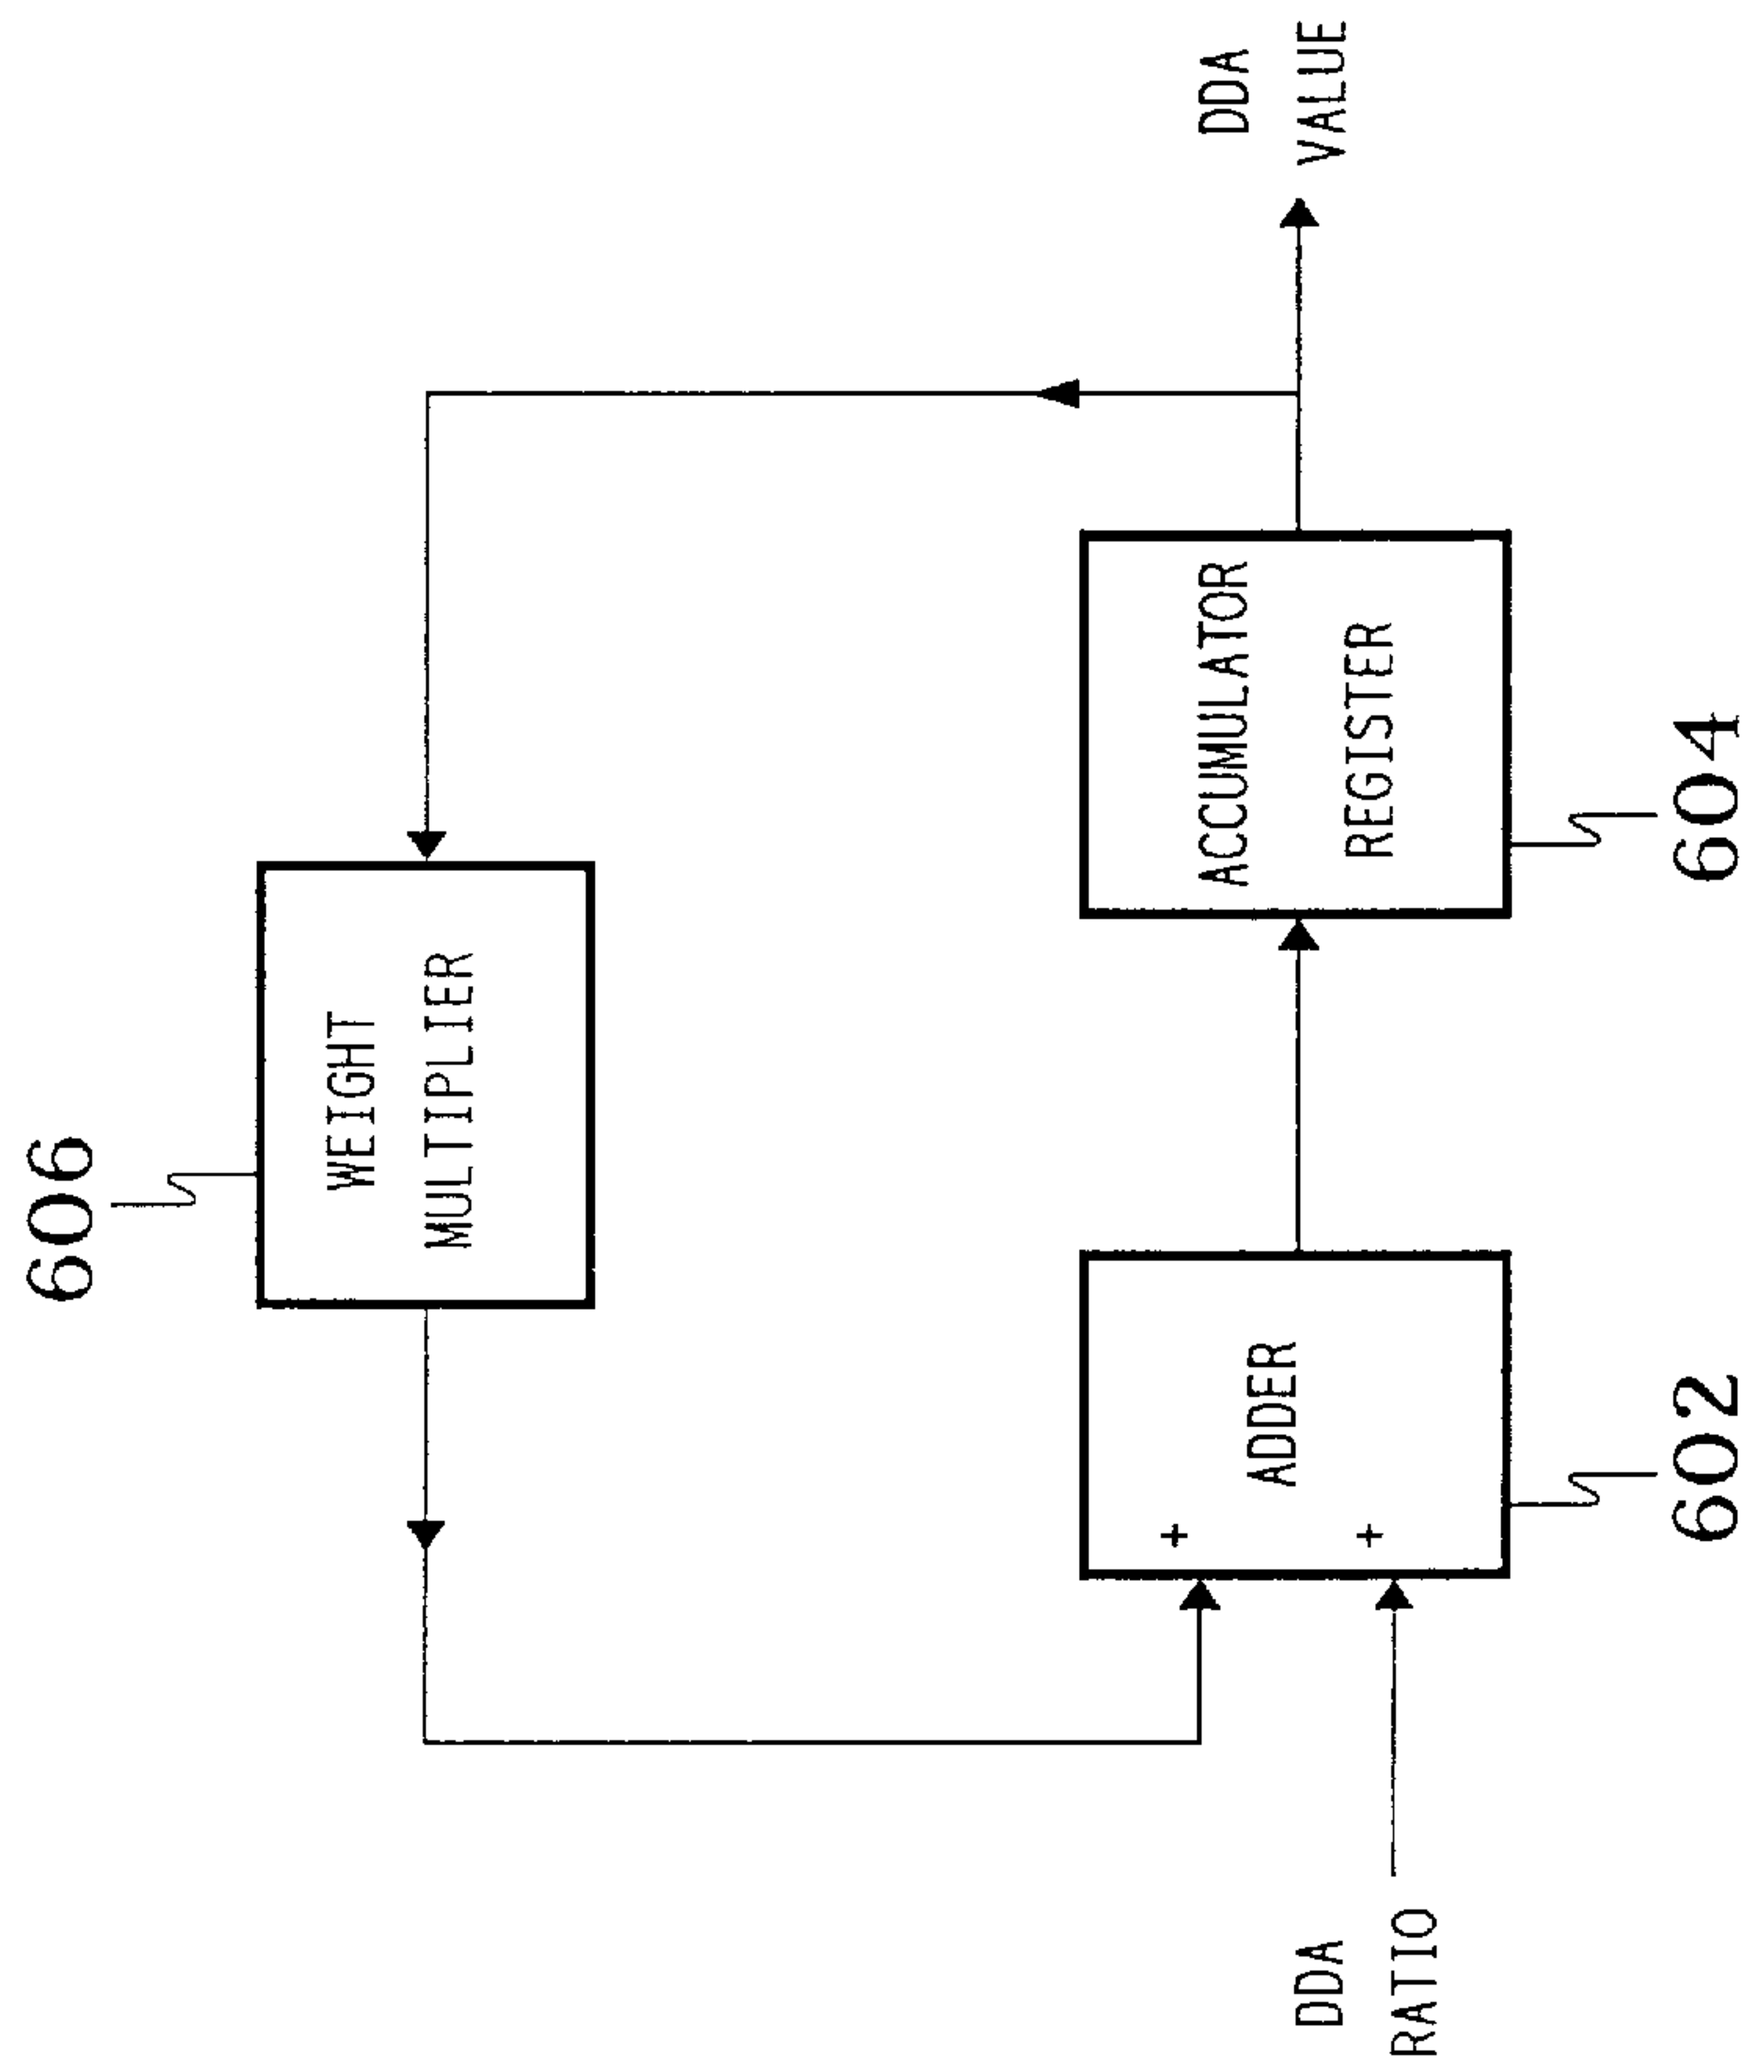 606
WEIGHT
MULTIPLIER
DDA
VALUE
+
ADDER
+
ACCUMULATOR
REGISTER
DDA
RATIO
602
604